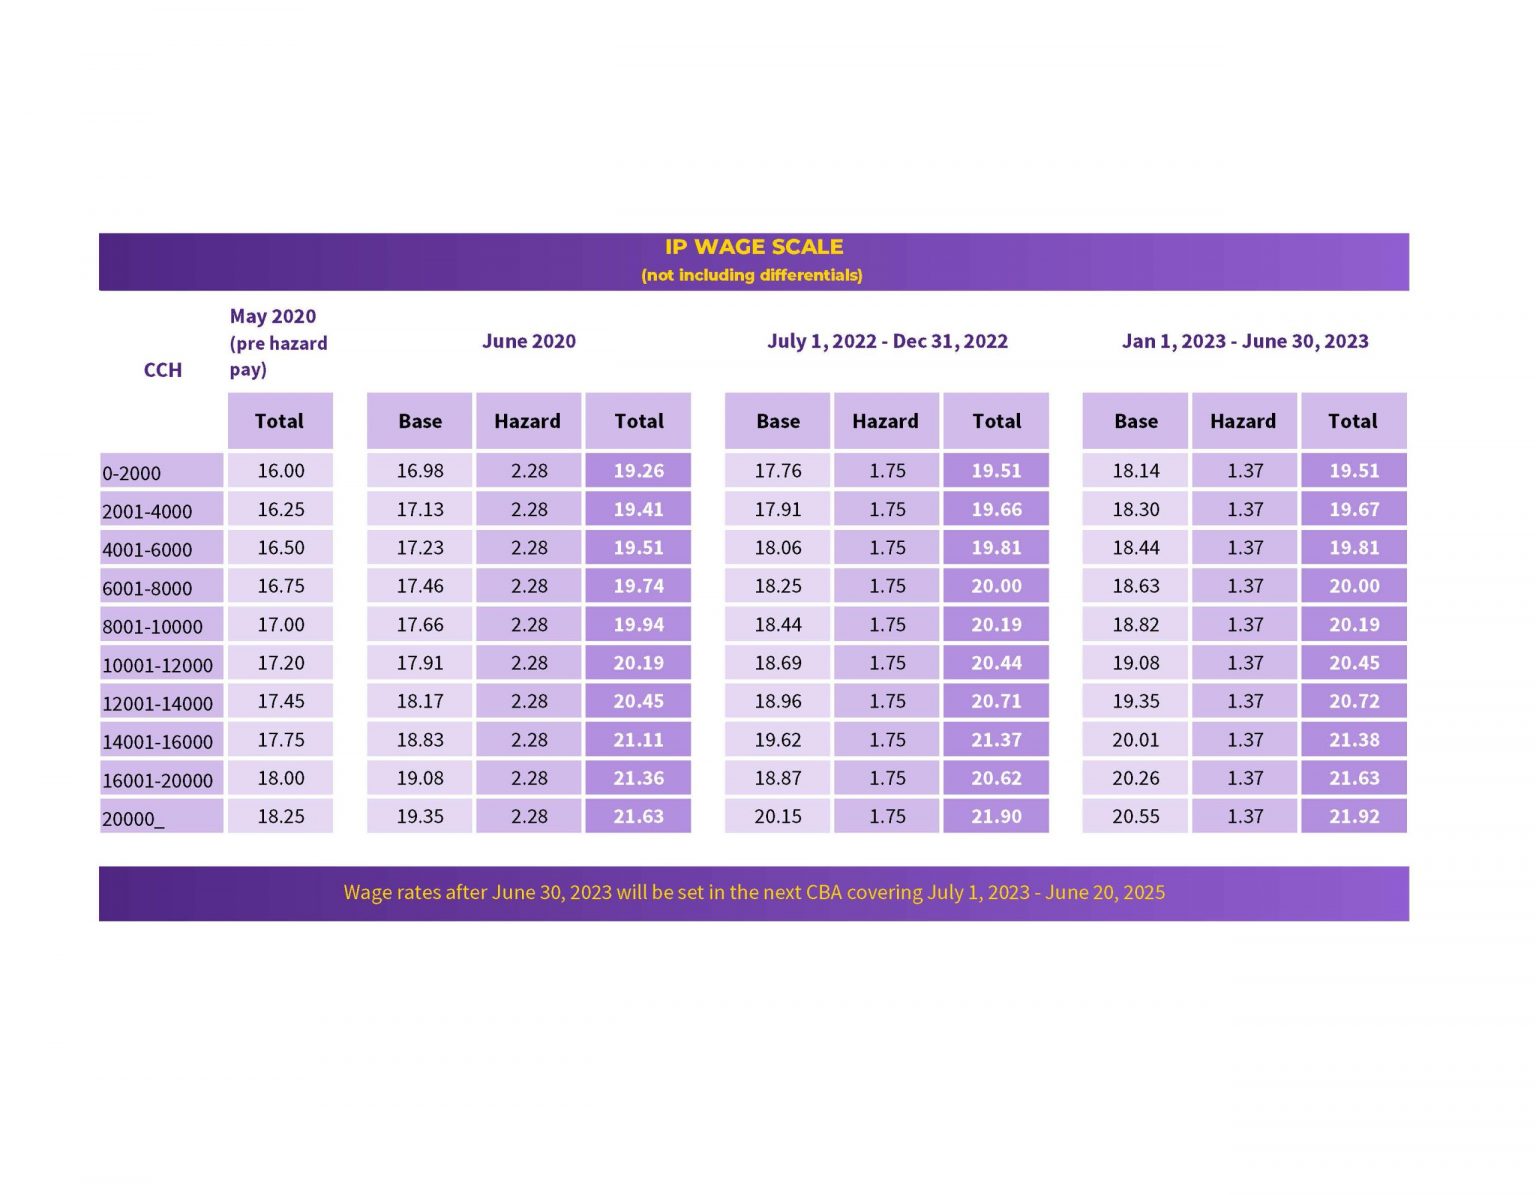 IP WAGE SCALE
(not including differentials)
CCH
May 2020
(pre hazard
pay)
June 2020
July 1, 2022 - Dec 31, 2022
Jan 1, 2023 - June 30, 2023
Total Base Hazard Total Base Hazard Total Base Hazard Total
0-2000 16.00 16.98 2.28 19.26 17.76 1.75 19.51 18.14 1.37 19.51
2001-4000 16.25 17.13 2.28 19.41 17.91 1.75 19.66 18.30 1.37 19.67
4001-6000 16.50 17.23 2.28 19.51 18.06 1.75 19.81 18.44 1.37 19.81
6001-8000 16.75 17.46 2.28 19.74 18.25 1.75 20.00 18.63 1.37 20.00
8001-10000 17.00 17.66 2.28 19.94 18.44 1.75 20.19 18.82 1.37 20.19
10001-12000 17.20 17.91 2.28 20.19 18.69 1.75 20.44 19.08 1.37 20.45
12001-14000 17.45 18.17 2.28 20.45 18.96 1.75 20.71 19.35 1.37 20.72
14001-16000 17.75 18.83 2.28 21.11 19.62 1.75 21.37 20.01 1.37 21.38
16001-20000 18.00 19.08 2.28 21.36 18.87 1.75 20.62 20.26 1.37 21.63
20000_ 18.25 19.35 2.28 21.63 20.15 1.75 21.90 20.55 1.37 21.92
Wage rates after June 30, 2023 will be set in the next CBA covering July 1, 2023 - June 20, 2025